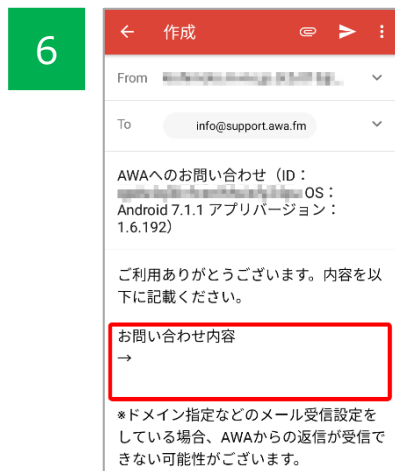 6
作成
From
To
info@support.awa.fm
AWAへのお問い合わせ（ID：
OS：
Android 7.1.1 アプリバージョン：
1.6.192）
ご利用ありがとうございます。内容を以
下に記載ください。
お問い合わせ内容
→
※ドメイン指定などのメール受信設定を
している場合、AWAからの返信が受信で
きない可能性がございます。